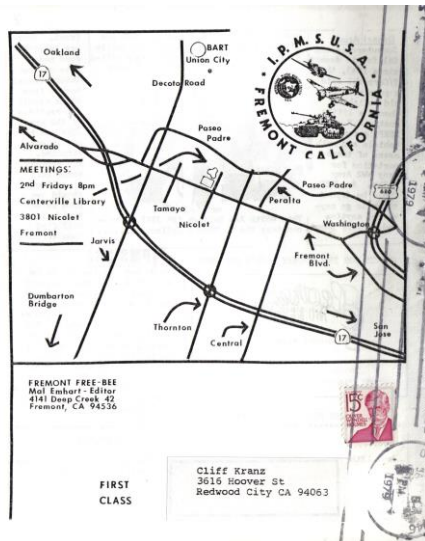 I.P.M.S.U.S.A.
FREMONT CALIFORNIA
Oakland
17
BART
Union City
Decoto Road
Alvarado
Paseo
Padre
MEETINGS:
2nd Fridays 8pm
Centerville Library
3801 Nicolet
Fremont
Tamayo
Nicolet
Peralta
Paseo Padre
680
1979
Washington
Jarvis
Fremont
Blvd.
Dumbarton
Bridge
Thornton
Central
17
San
Jose
FREMONT FREE-BEE
Mal Emhart - Editor
4141 Deep Creek 42
Fremont, CA 94536
15c
FIRST
CLASS
Cliff Kranz
3616 Hoover St
Redwood City CA 94063
PM
1979